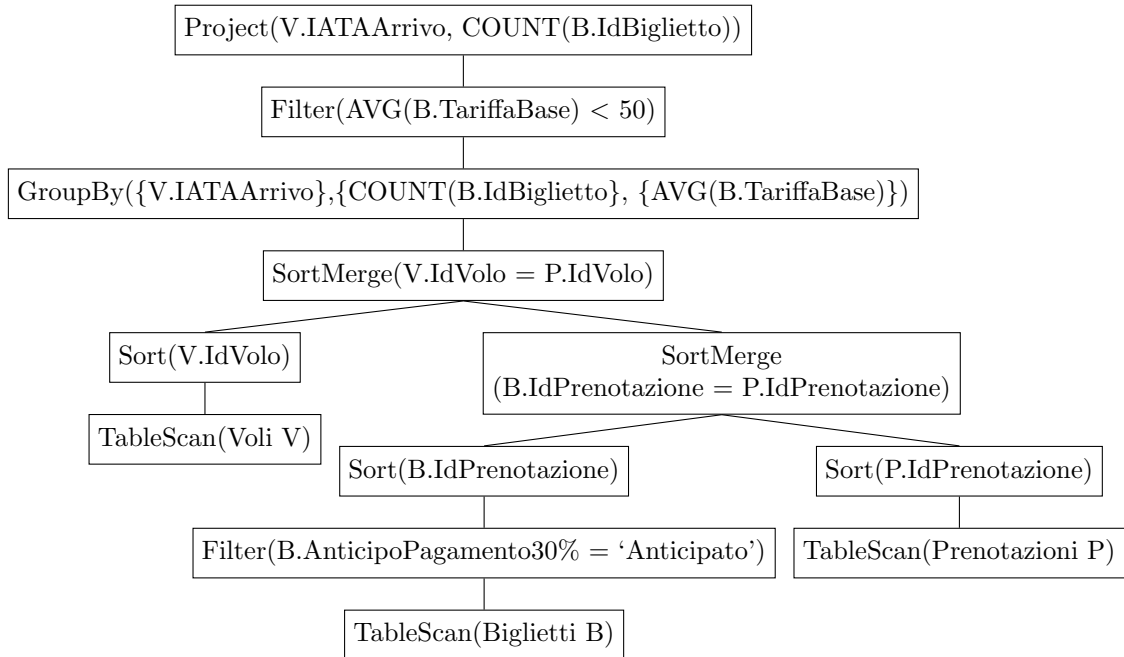 Project(V.IATAArrivo, COUNT(B.IdBiglietto))
Filter(AVG(B.TariffaBase) < 50)
GroupBy({V.IATAArrivo},{COUNT(B.IdBiglietto}, {AVG(B.TariffaBase)})
SortMerge(V.IdVolo = P.IdVolo)
Sort(V.IdVolo)
SortMerge
(B.IdPrenotazione = P.IdPrenotazione)
TableScan(Voli V)
Sort(B.IdPrenotazione)
Sort(P.IdPrenotazione)
Filter(B.AnticipoPagamento30% = ‘Anticipato’)
TableScan(Prenotazioni P)
TableScan(Biglietti B)